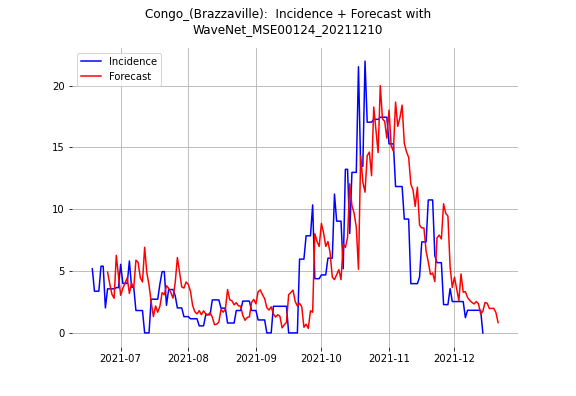 Congo_(Brazzaville):  Incidence + Forecast with
WaveNet_MSE00124_20211210
Incidence
Forecast
20
15
10
5
0
2021-07
2021-08
2021-09
2021-10
2021-11
2021-12